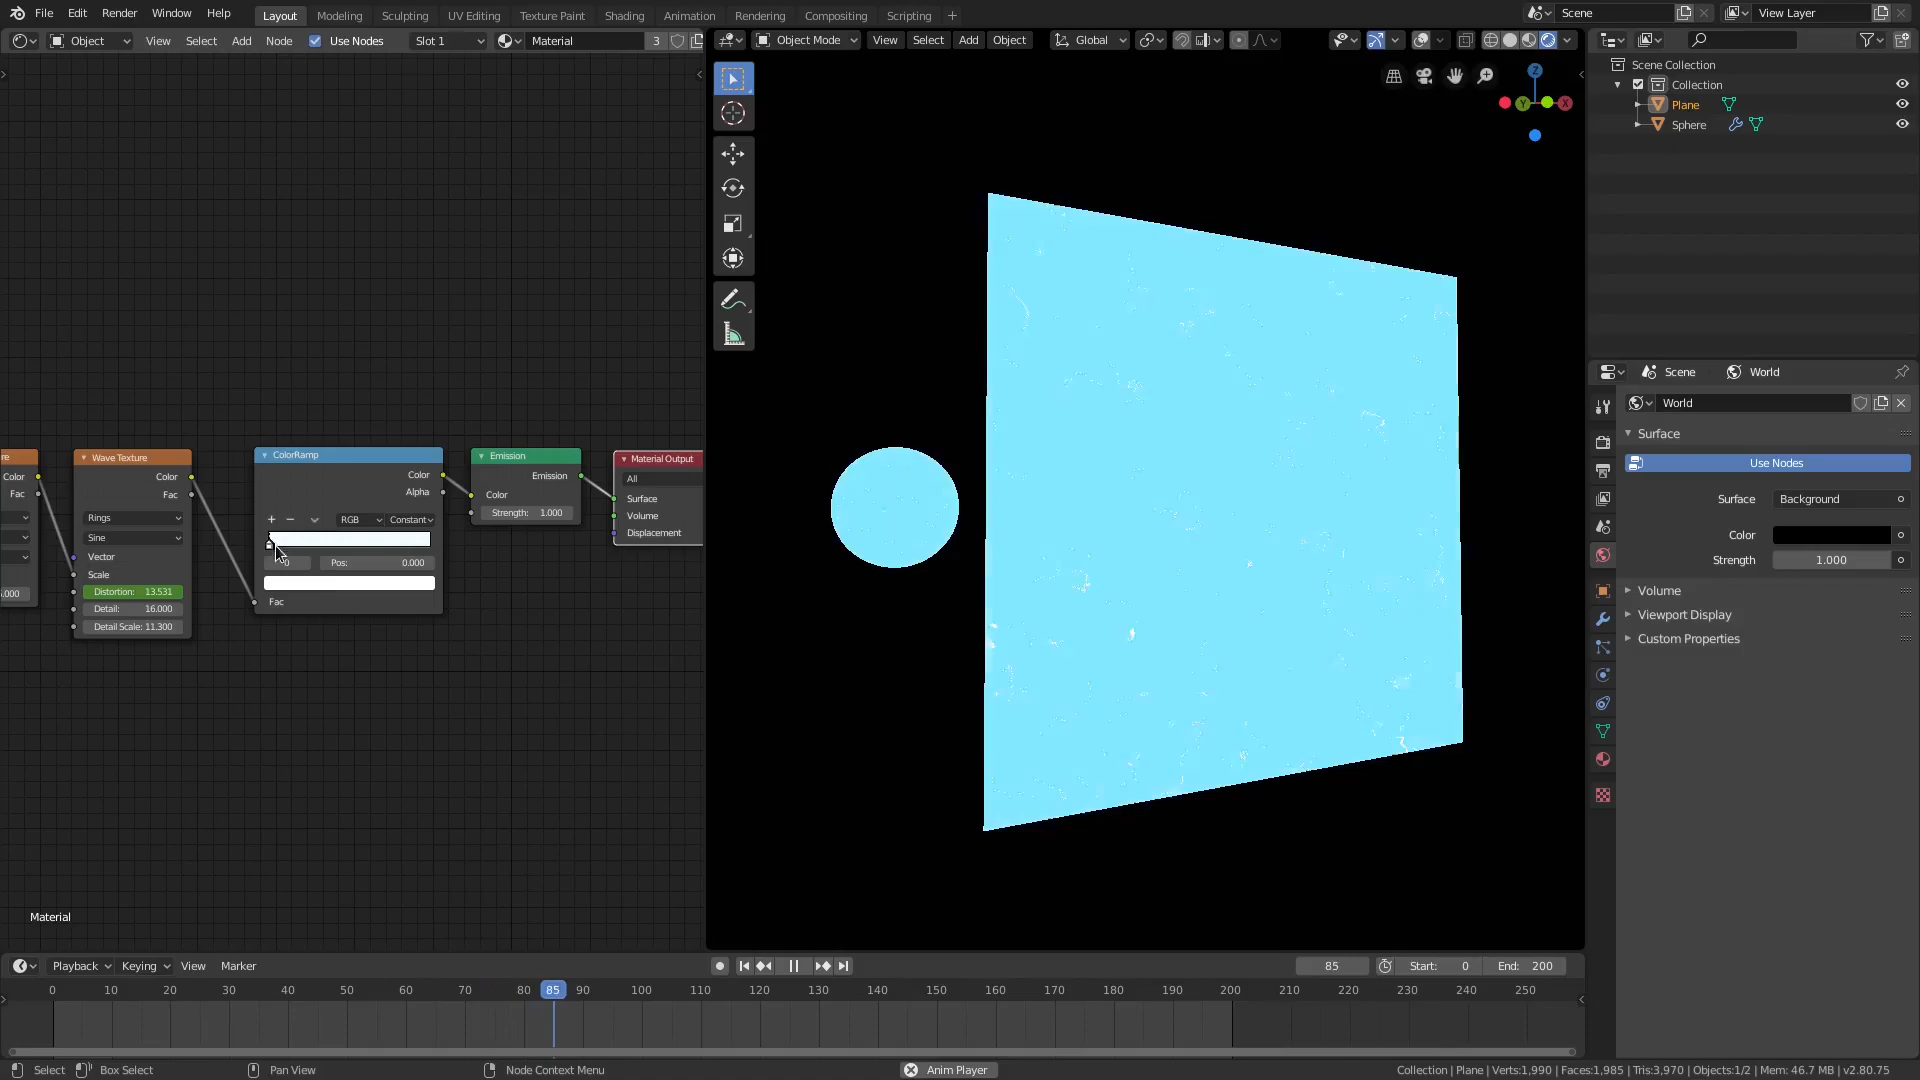 File Edit Render Window Help Layout Modeling Sculpting UV Editing Texture Paint Shading Animation Rendering Compositing Scripting + Scene View Layer
Object View Select Add Node Use Nodes Slot 1 Material 3 Object Mode View Select Add Object Global
Scene Collection
Collection
Plane
Sphere
Z
Y
X
Scene World
World
Surface
Use Nodes
Surface Background
Color
Strength 1.000
Volume
Viewport Display
Custom Properties
re
Color
Fac
.000
Wave Texture
Color
Fac
Rings
Sine
Vector
Scale
Distortion: 13.531
Detail: 16.000
Detail Scale: 11.300
ColorRamp
Color
Alpha
RGB Constant
0 Pos: 0.000
Fac
Emission
Emission
Color
Strength: 1.000
Material Output
All
Surface
Volume
Displacement
Material
Playback Keying View Marker 85 Start: 0 End: 200
0 10 20 30 40 50 60 70 80 85 90 100 110 120 130 140 150 160 170 180 190 200 210 220 230 240 250
Select Box Select Pan View Node Context Menu Anim Player Collection | Plane | Verts:1,990 | Faces:1,985 | Tris:3,970 | Objects:1/2 | Mem: 46.7 MB | v2.80.75